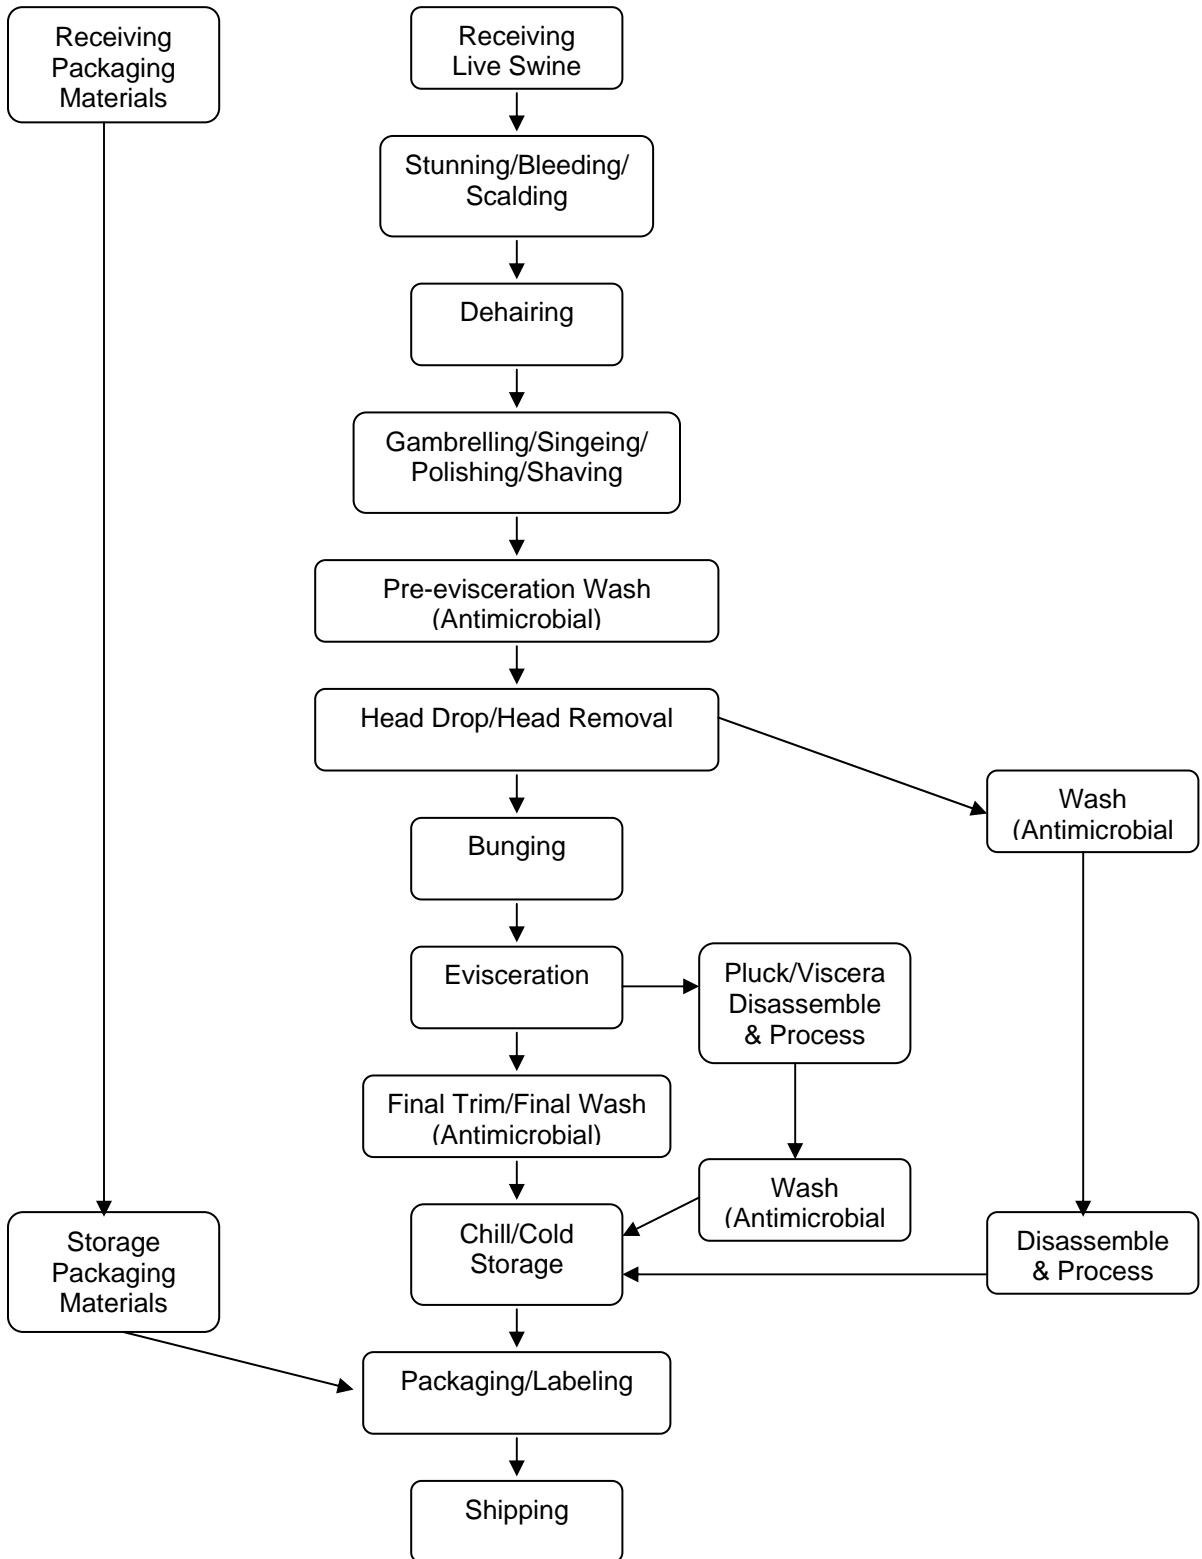 Receiving
Packaging
Materials
Receiving
Live Swine
Stunning/Bleeding/
Scalding
Dehairing
Gambrelling/Singeing/
Polishing/Shaving
Pre-evisceration Wash
(Antimicrobial)
Head Drop/Head Removal
Wash
(Antimicrobial
Bunging
Evisceration
Pluck/Viscera
Disassemble
& Process
Final Trim/Final Wash
(Antimicrobial)
Wash
(Antimicrobial
Storage
Packaging
Materials
Chill/Cold
Storage
Disassemble
& Process
Packaging/Labeling
Shipping